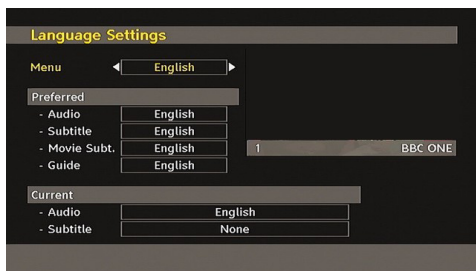 Language Settings
Menu English
Preferred
- Audio English
- Subtitle English
- Movie Subt. English
- Guide English
1 BBC ONE
Current
- Audio English
- Subtitle None